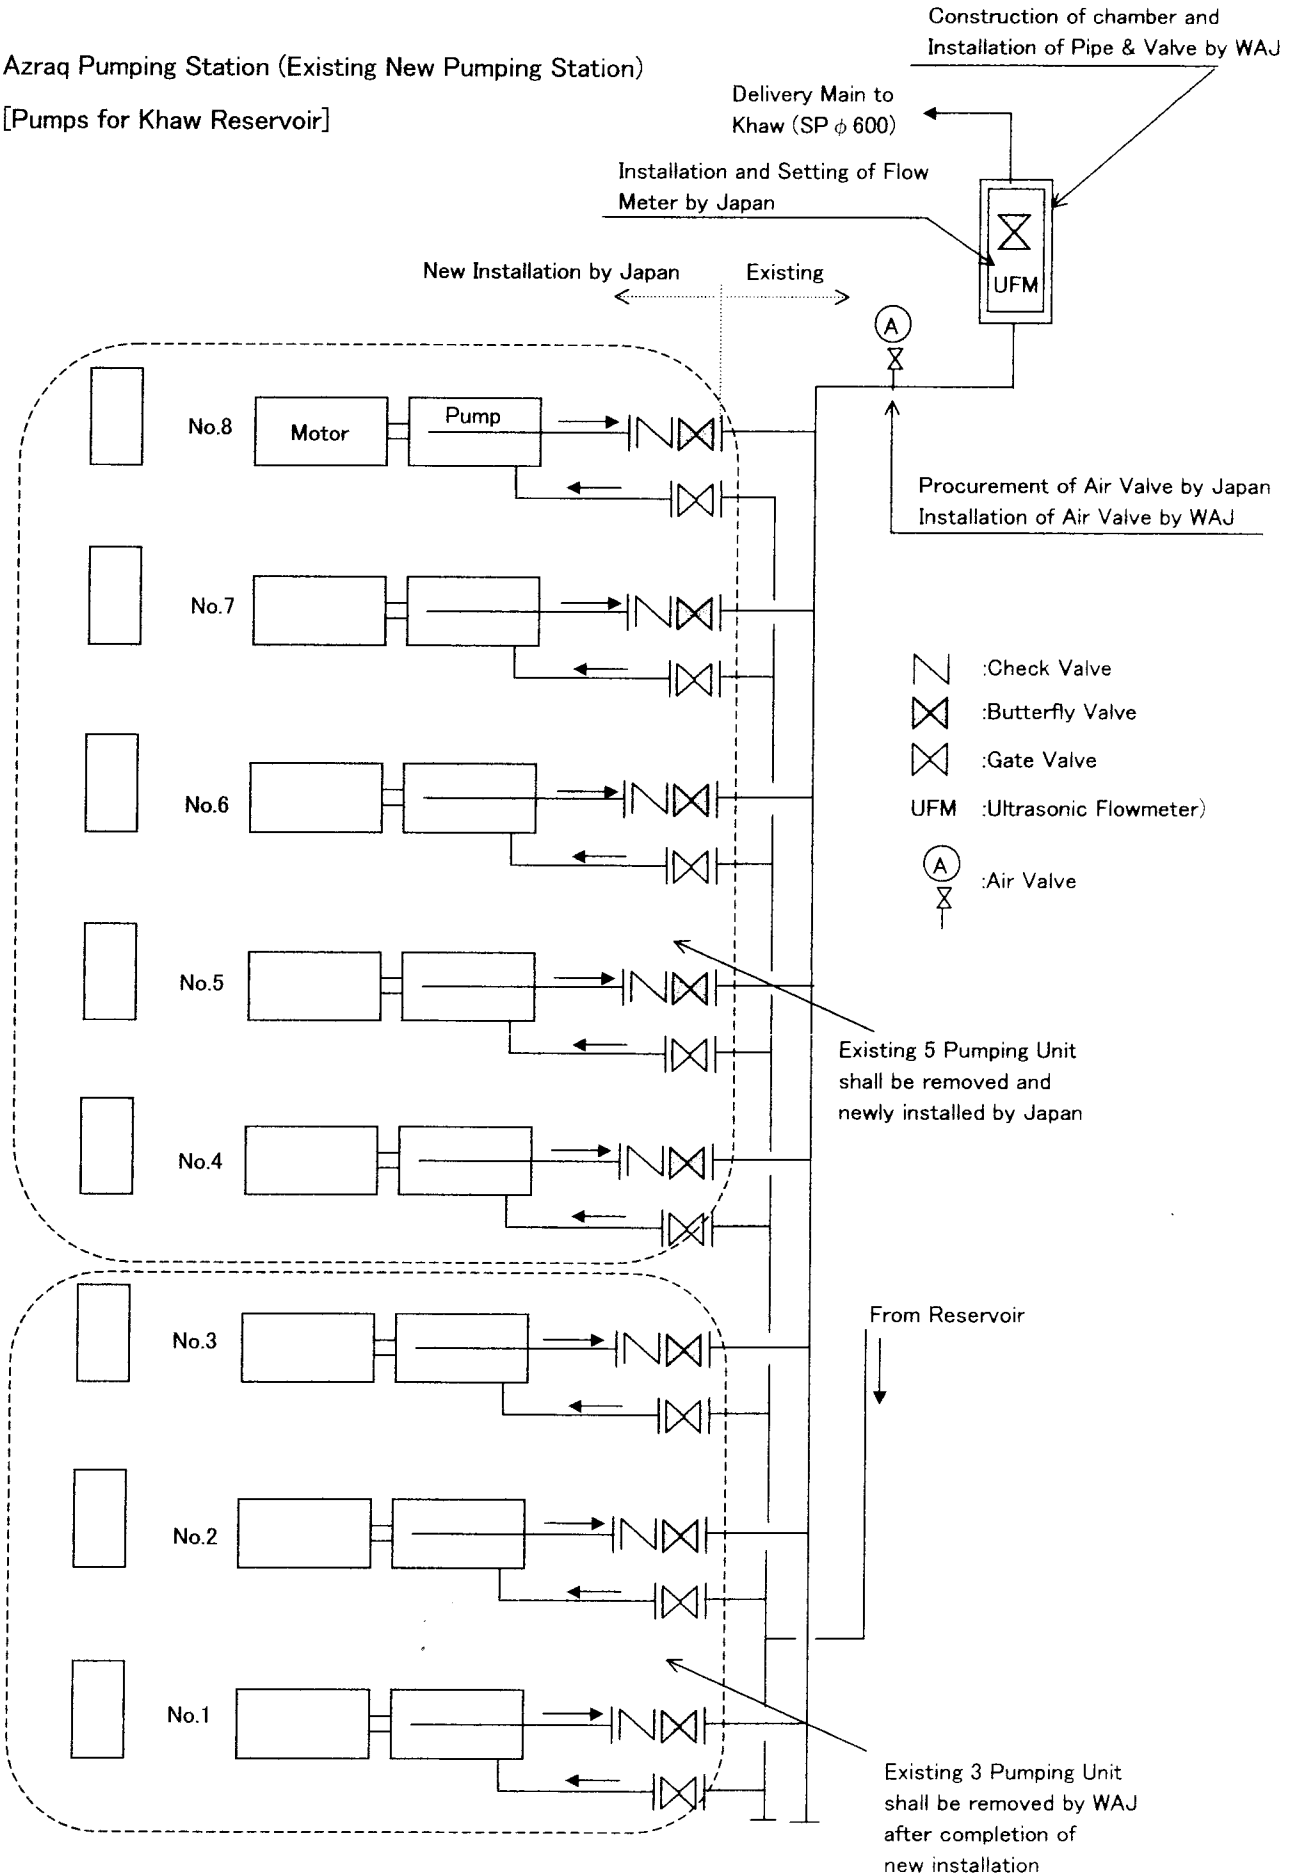 Construction of chamber and
Installation of Pipe & Valve by WAJ
Azraq Pumping Station (Existing New Pumping Station)
[Pumps for Khaw Reservoir]
Delivery Main to
Khaw (SP φ 600)
Installation and Setting of Flow
Meter by Japan
UFM
New Installation by Japan
Existing
A
No.8
Motor
Pump
Procurement of Air Valve by Japan
Installation of Air Valve by WAJ
No.7
:Check Valve
:Butterfly Valve
:Gate Valve
UFM :Ultrasonic Flowmeter)
A :Air Valve
No.6
No.5
Existing 5 Pumping Unit
shall be removed and
newly installed by Japan
No.4
No.3
From Reservoir
No.2
No.1
Existing 3 Pumping Unit
shall be removed by WAJ
after completion of
new installation